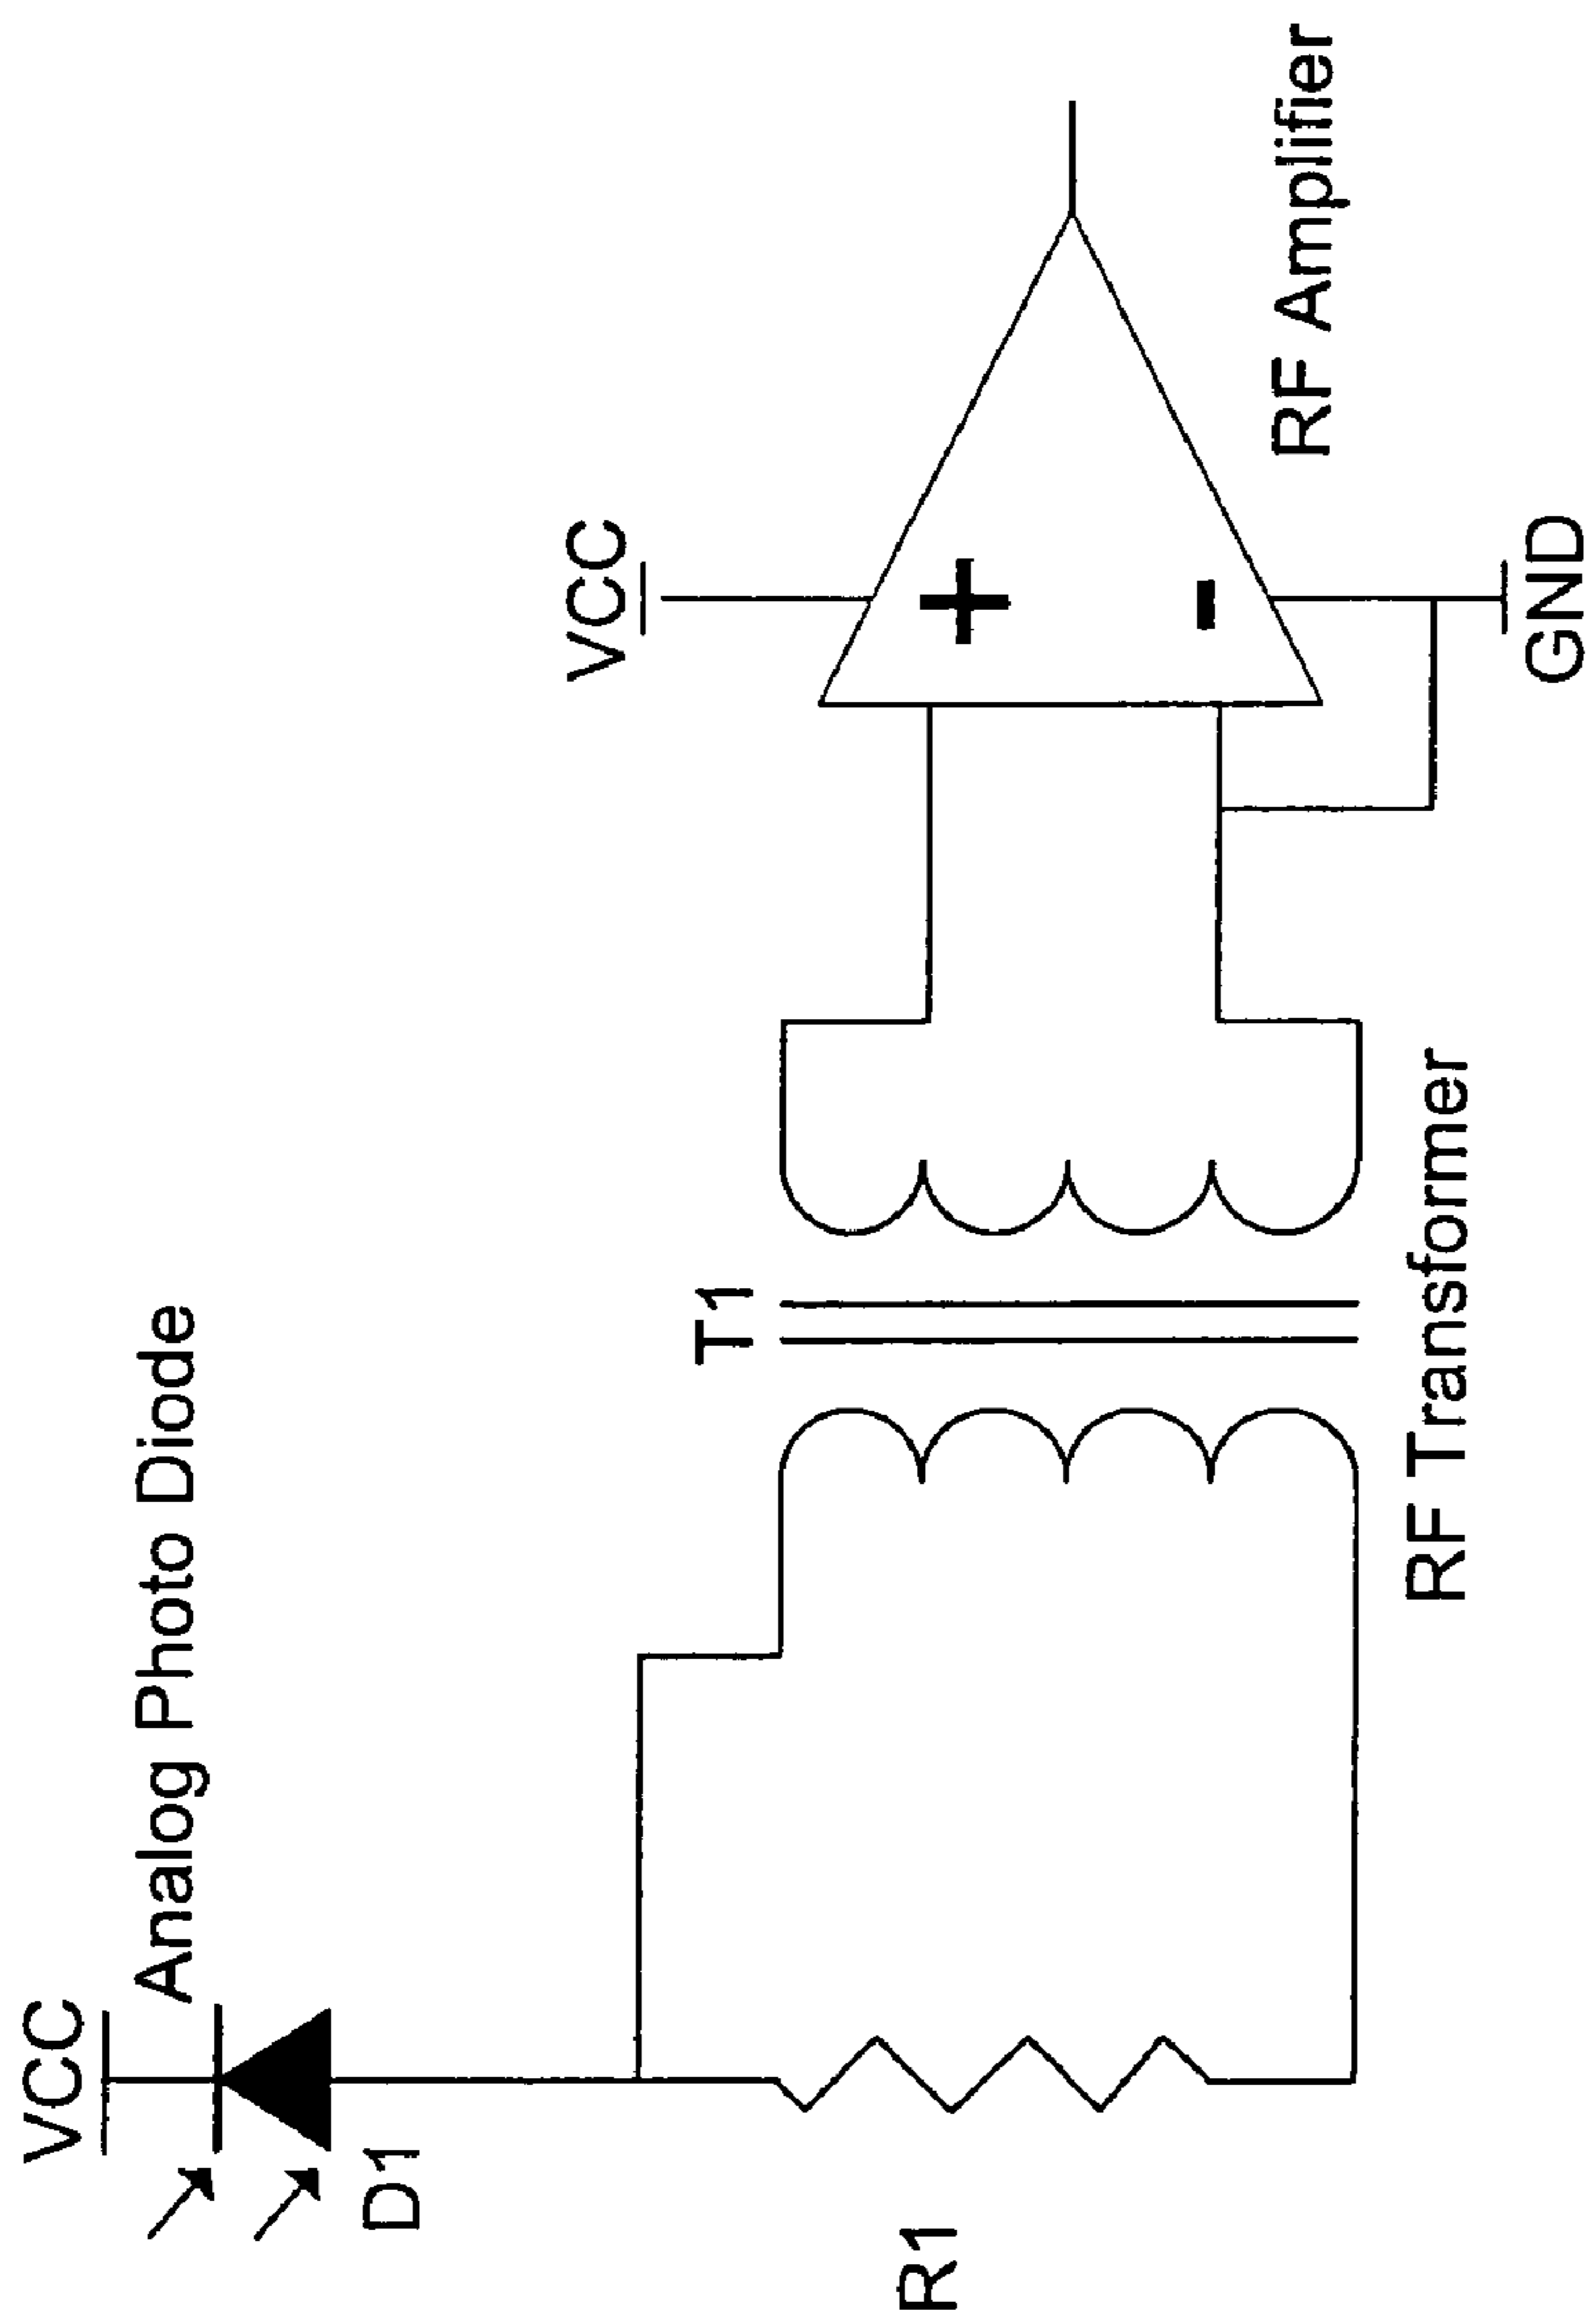 VCC
Analog Photo Diode
D1
R1
T1
RF Transformer
VCC
+
-
GND
RF Amplifier